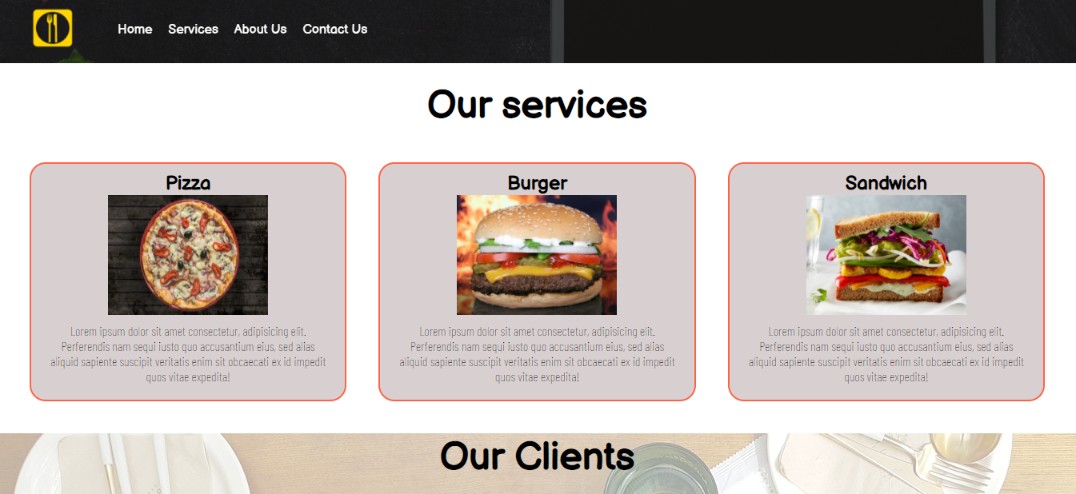 Home Services About Us Contact Us
Our services
Pizza
Lorem ipsum dolor sit amet consectetur, adipisicing elit.
Perferendis nam sequi iusto quo accusantium eius, sed alias
aliquid sapiente suscipit veritatis enim sit obcaecati ex id impedit
quos vitae expedita!
Burger
Lorem ipsum dolor sit amet consectetur, adipisicing elit.
Perferendis nam sequi iusto quo accusantium eius, sed alias
aliquid sapiente suscipit veritatis enim sit obcaecati ex id impedit
quos vitae expedita!
Sandwich
Lorem ipsum dolor sit amet consectetur, adipisicing elit.
Perferendis nam sequi iusto quo accusantium eius, sed alias
aliquid sapiente suscipit veritatis enim sit obcaecati ex id impedit
quos vitae expedita!
Our Clients